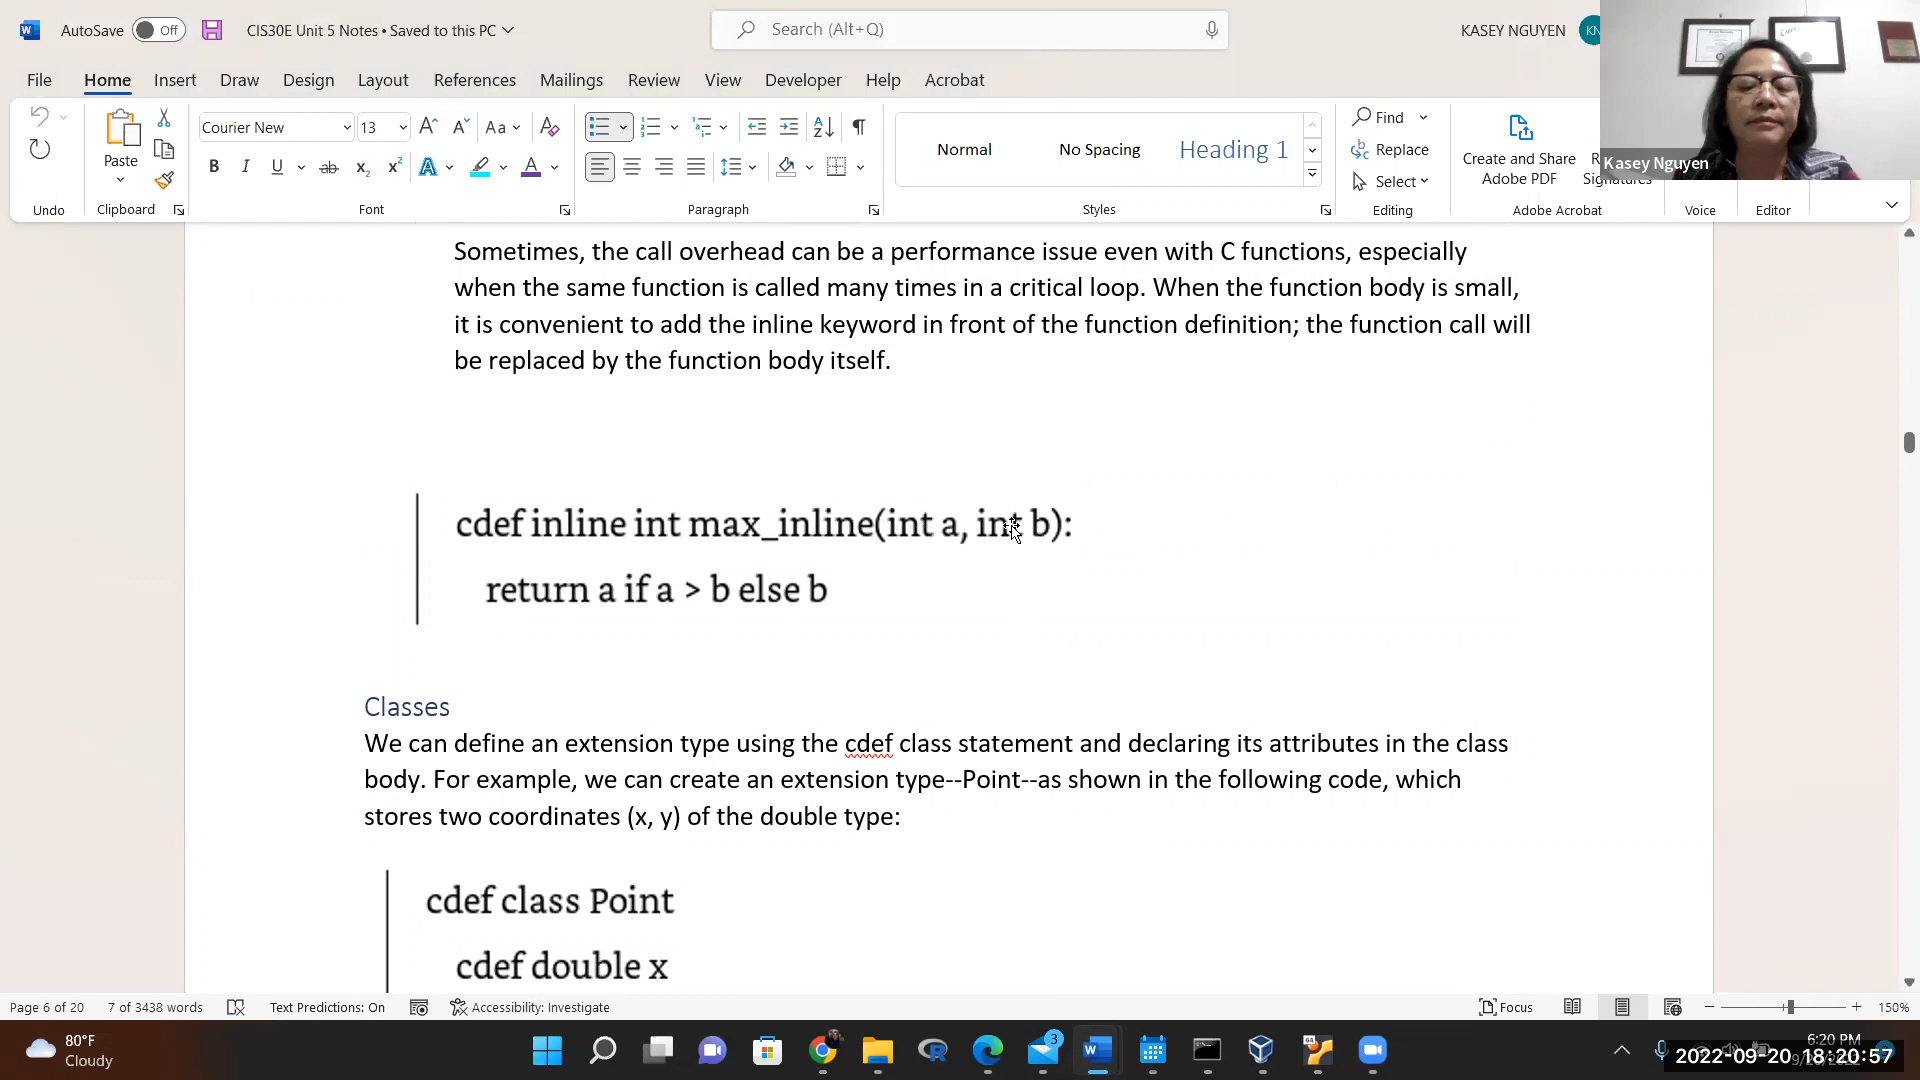 AutoSave Off CIS30E Unit 5 Notes • Saved to this PC Search (Alt+Q) KASEY NGUYEN KN
File Home Insert Draw Design Layout References Mailings Review View Developer Help Acrobat
Courier New 13 Aa Find
Paste Normal No Spacing Heading 1 Replace Create and Share
Adobe PDF
Select Signatures
Kasey Nguyen
Undo Clipboard Font Paragraph Styles Editing Adobe Acrobat Voice Editor
Sometimes, the call overhead can be a performance issue even with C functions, especially
when the same function is called many times in a critical loop. When the function body is small,
it is convenient to add the inline keyword in front of the function definition; the function call will
be replaced by the function body itself.
cdef inline int max_inline(int a, int b):
return a if a > b else b
Classes
We can define an extension type using the cdef class statement and declaring its attributes in the class
body. For example, we can create an extension type--Point--as shown in the following code, which
stores two coordinates (x, y) of the double type:
cdef class Point
cdef double x
Page 6 of 20 7 of 3438 words Text Predictions: On Accessibility: Investigate Focus 150%
80°F
Cloudy
3
64
6:20 PM
2022-09-20 18:20:57